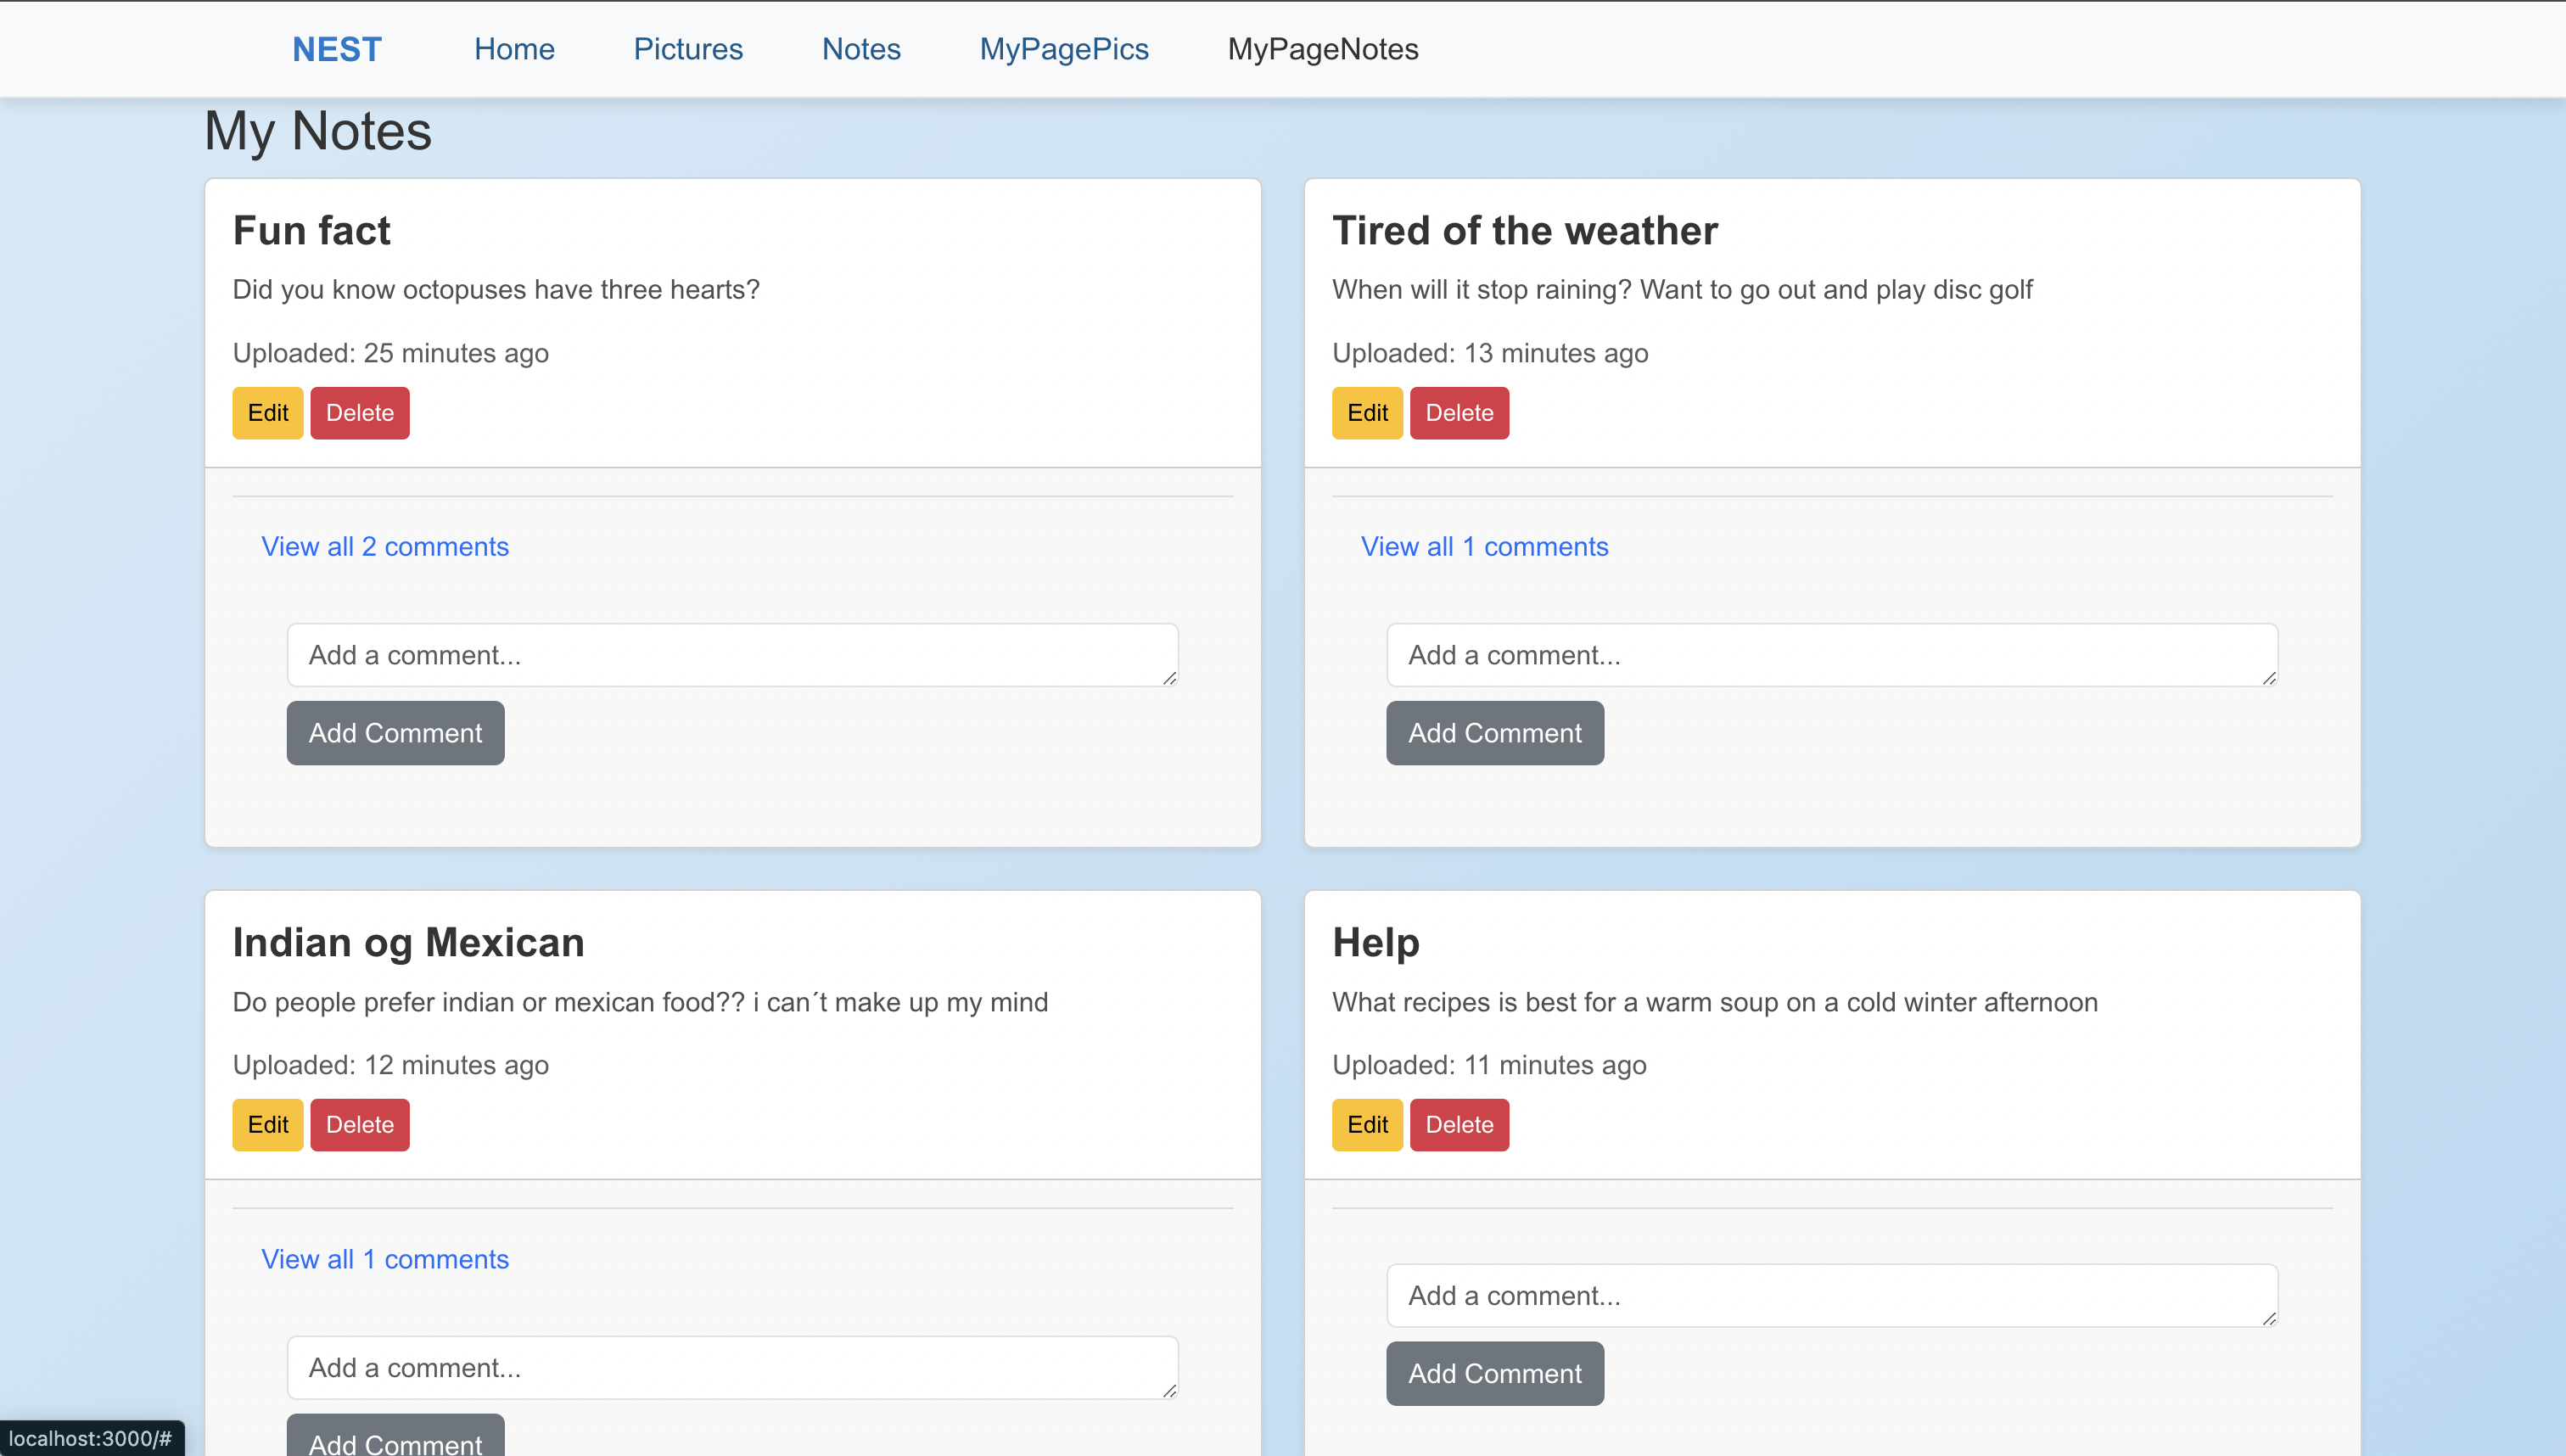 NEST Home Pictures Notes MyPagePics MyPageNotes
My Notes
Fun fact
Did you know octopuses have three hearts?
Uploaded: 25 minutes ago
Edit Delete
View all 2 comments
Add a comment...
Add Comment
Tired of the weather
When will it stop raining? Want to go out and play disc golf
Uploaded: 13 minutes ago
Edit Delete
View all 1 comments
Add a comment...
Add Comment
Indian og Mexican
Do people prefer indian or mexican food?? i can´t make up my mind
Uploaded: 12 minutes ago
Edit Delete
View all 1 comments
Add a comment...
Add Comment
Help
What recipes is best for a warm soup on a cold winter afternoon
Uploaded: 11 minutes ago
Edit Delete
Add a comment...
Add Comment
localhost:3000/#